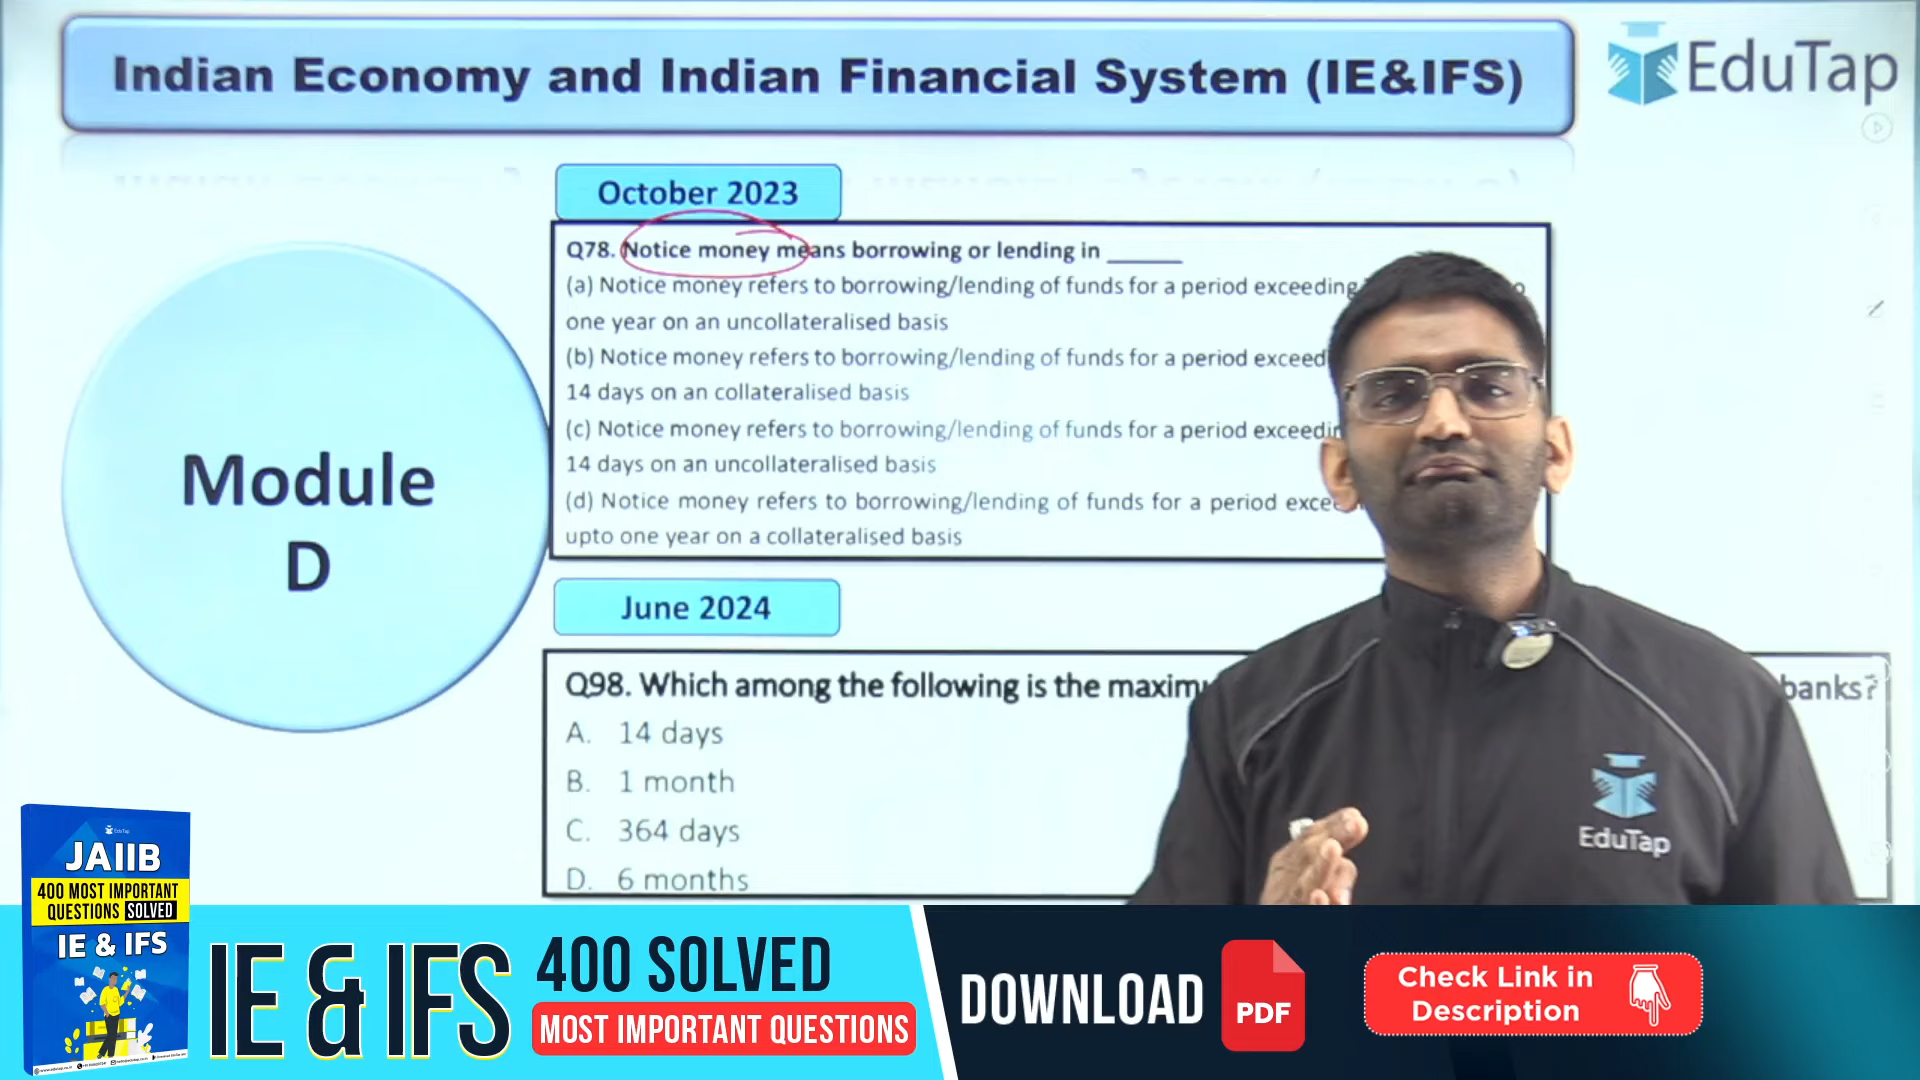 Indian Economy and Indian Financial System (IE&IFS)
EduTap
October 2023
Q78. Notice money means borrowing or lending in ______
(a) Notice money refers to borrowing/lending of funds for a period exceeding
one year on an uncollateralised basis
(b) Notice money refers to borrowing/lending of funds for a period exceed
14 days on an collateralised basis
(c) Notice money refers to borrowing/lending of funds for a period exceedin
14 days on an uncollateralised basis
(d) Notice money refers to borrowing/lending of funds for a period exce
upto one year on a collateralised basis
Module
D
June 2024
Q98. Which among the following is the maxim banks?
A. 14 days
B. 1 month
C. 364 days
D. 6 months
EduTap
EduTap
JAIIB
400 MOST IMPORTANT
QUESTIONS SOLVED
IE & IFS
IE & IFS
400 SOLVED
MOST IMPORTANT QUESTIONS
DOWNLOAD
PDF
Check Link in
Description